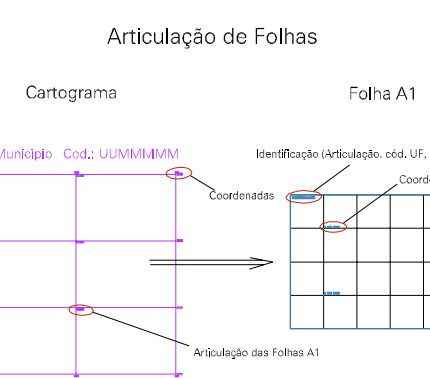 Articulação de Folhas
Cartograma
Folha A1
Município Cod.: UUMMMMM
Identificação (Articulação, cód. UF,
Coordenadas
Coorde
Articulação das Folhas A1